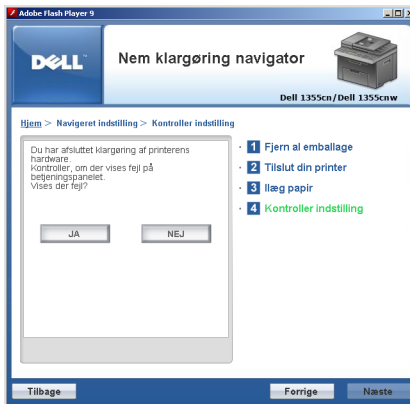 Adobe Flash Player 9
DELL™
Nem klargøring navigator
Dell 1355cn/Dell 1355cnw
Hjem > Navigeret indstilling > Kontroller indstilling
Du har afsluttet klargøring af printerens
hardware.
Kontroller, om der vises fejl på
betjeningspanelet.
Vises der fejl?
JA NEJ
1 Fjern al emballage
2 Tilslut din printer
3 Ilæg papir
4 Kontroller indstilling
Tilbage Forrige Næste